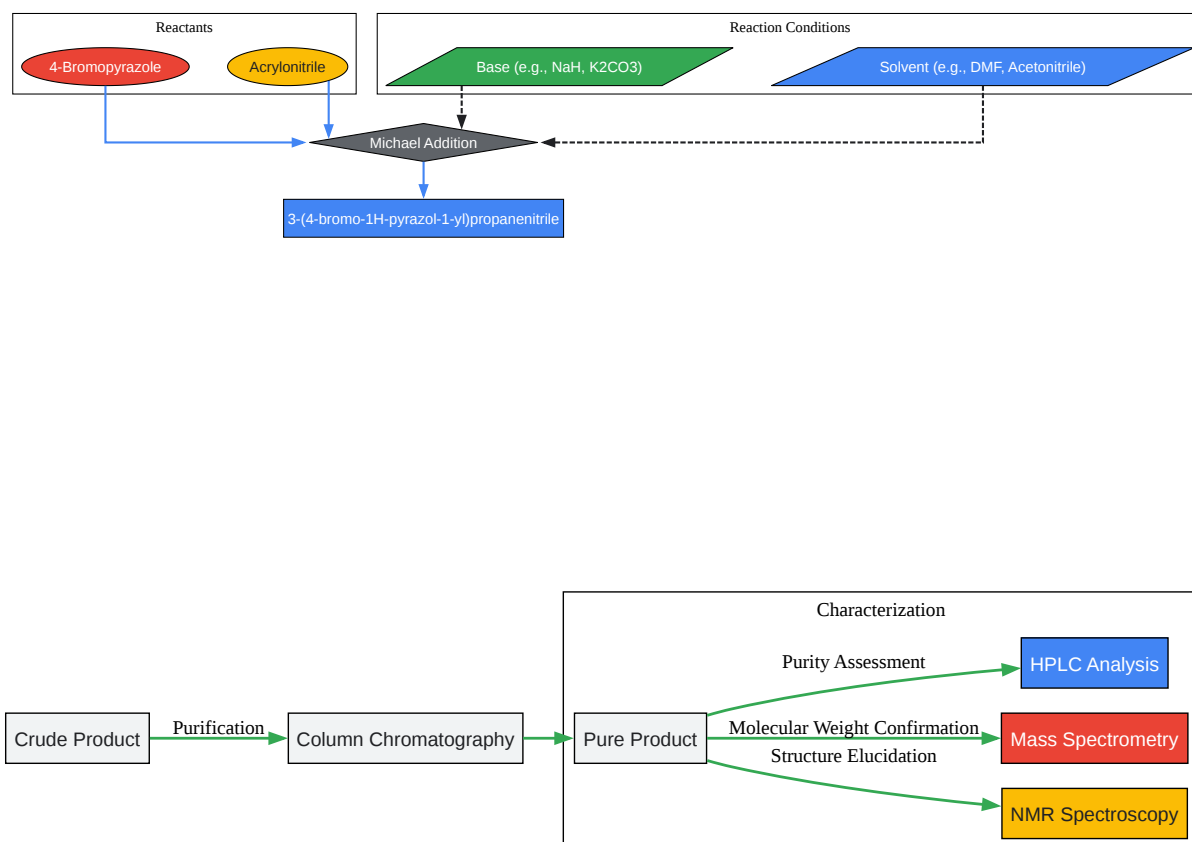 Reactants
Reaction Conditions
4-Bromopyrazole
Acrylonitrile
Base (e.g., NaH, K2CO3)
Solvent (e.g., DMF, Acetonitrile)
Michael Addition
3-(4-bromo-1H-pyrazol-1-yl)propanenitrile
Characterization
Purity Assessment
HPLC Analysis
Crude Product
Purification
Column Chromatography
Pure Product
Molecular Weight Confirmation
Mass Spectrometry
Structure Elucidation
NMR Spectroscopy